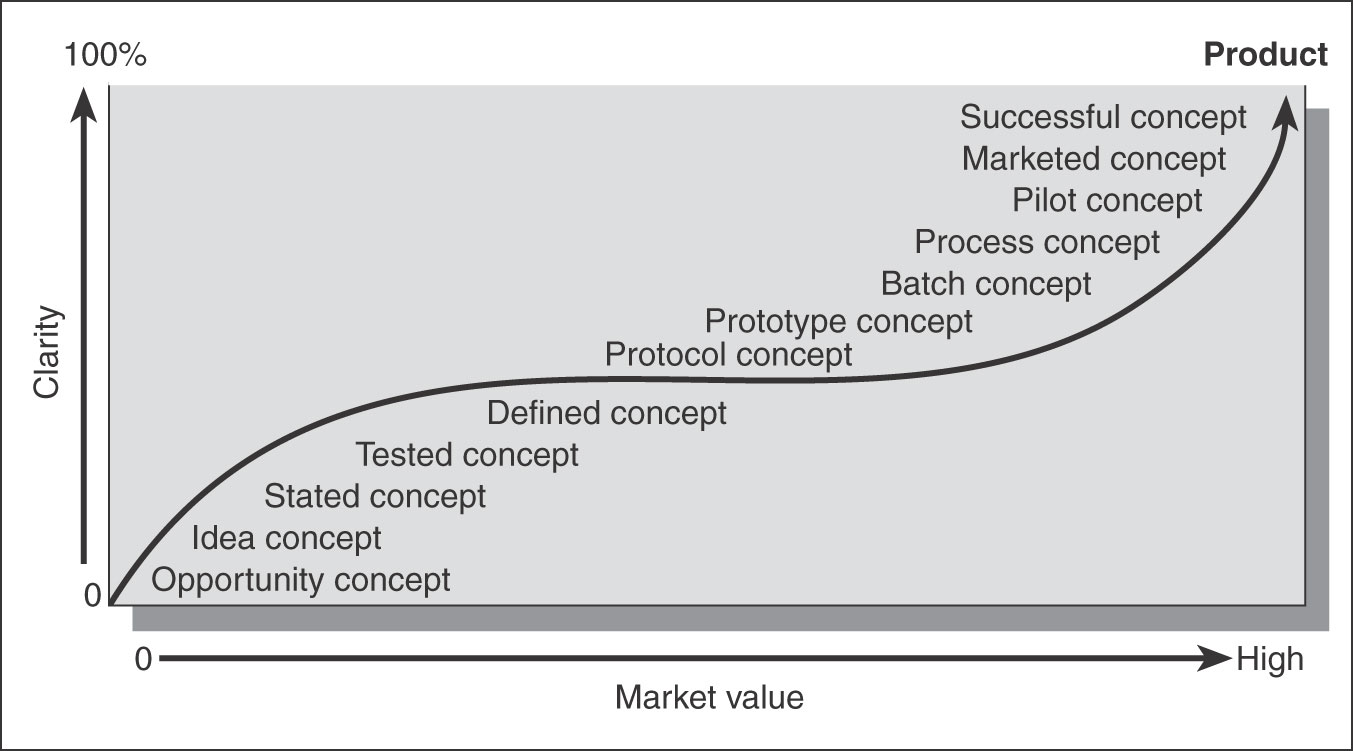 100%
Product
Successful concept
Marketed concept
Pilot concept
Process concept
Batch concept
Prototype concept
Protocol concept
Clarity
Defined concept
Tested concept
Stated concept
Idea concept
Opportunity concept
0
0
High
Market value